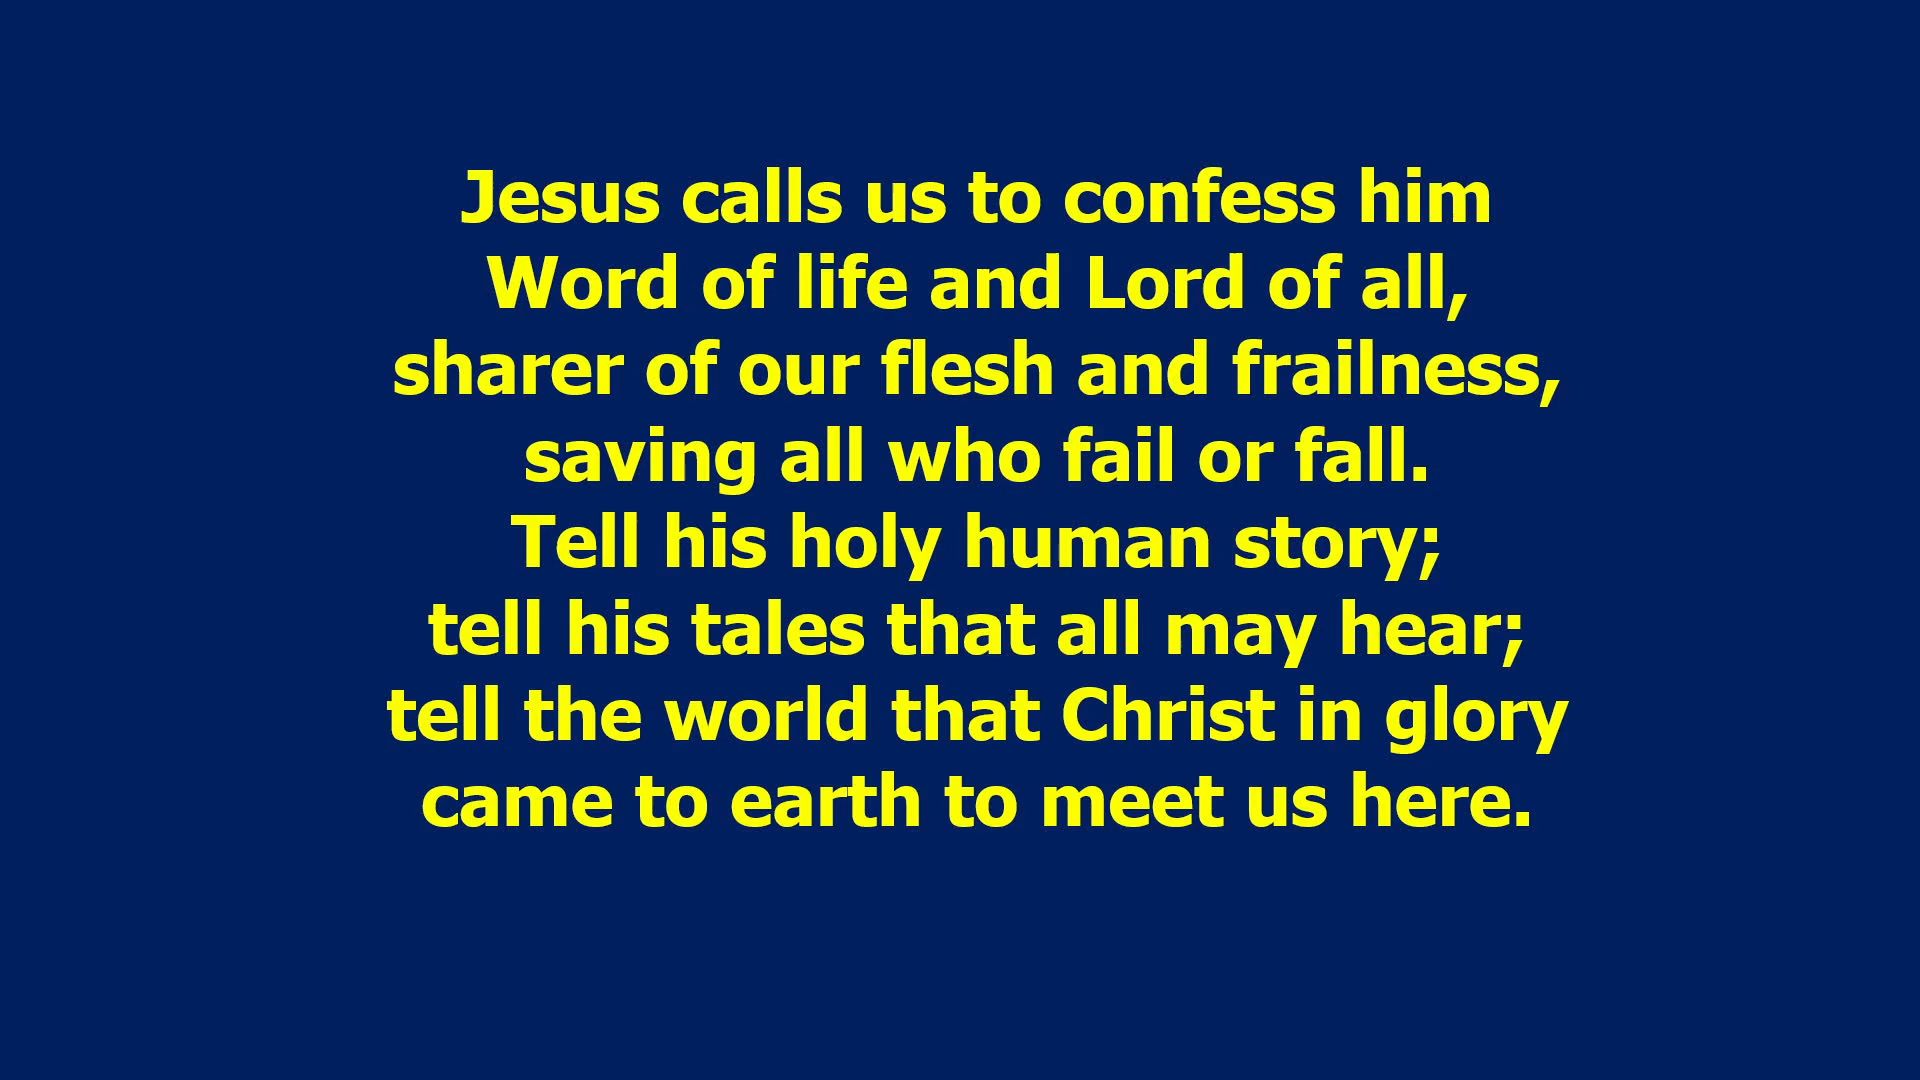 Jesus calls us to confess him
Word of life and Lord of all,
sharer of our flesh and frailness,
saving all who fail or fall.
Tell his holy human story;
tell his tales that all may hear;
tell the world that Christ in glory
came to earth to meet us here.